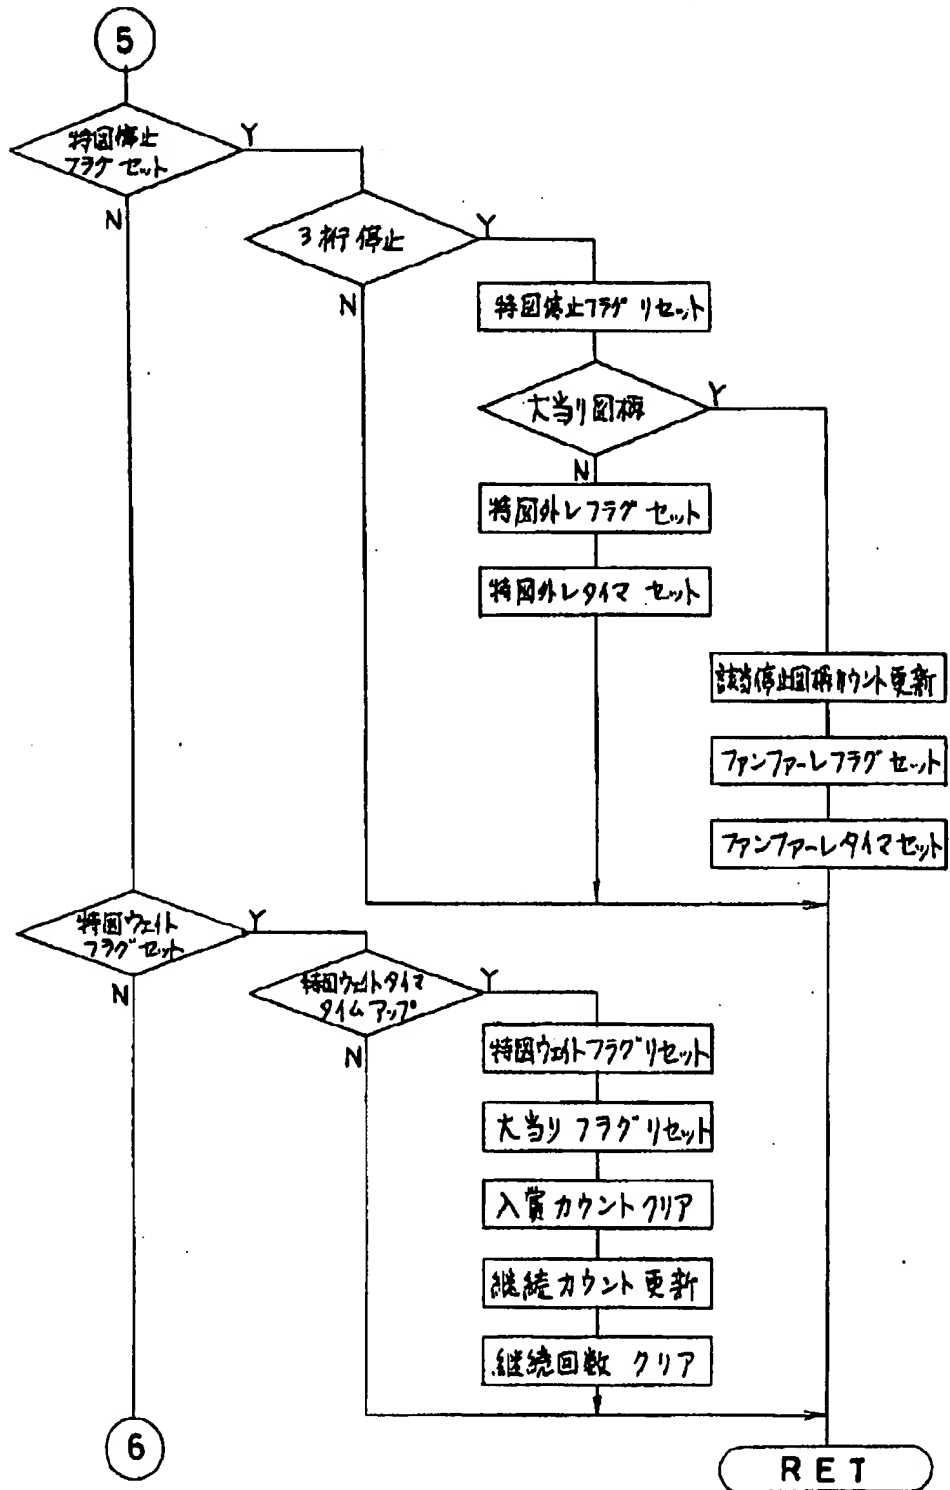 5
特図停止
フラグ セット
Y
N
3桁 停止
Y
N
特図停止フラグ リセット
大当り図柄
Y
N
特図外レフラグ セット
特図外レタイマ セット
該当停止図柄カウント更新
ファンファーレフラグ セット
ファンファーレタイマセット
特図ウェイト
フラグ セット
Y
N
特図ウェイトタイマ
タイムアップ
Y
N
特図ウェイトフラグ リセット
大当り フラグ リセット
入賞 カウント クリア
継続 カウント 更新
継続回数 クリア
6
RET